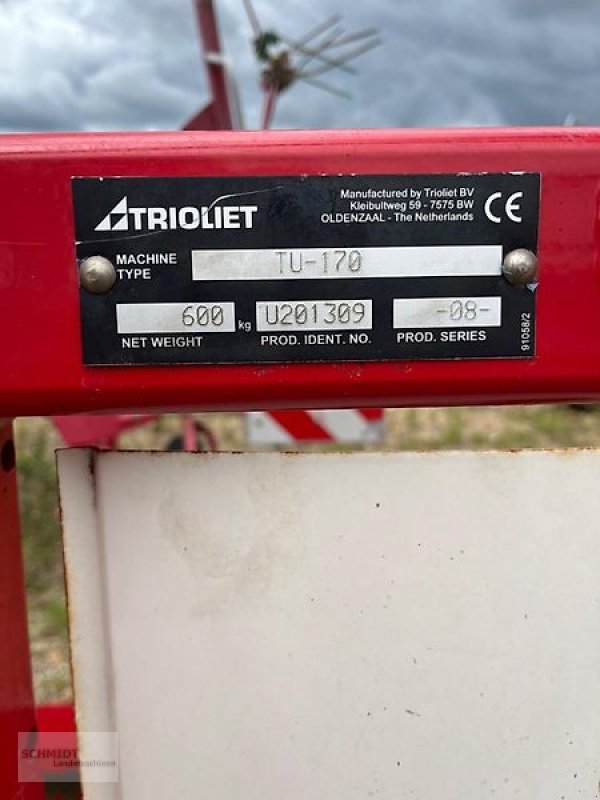 TRIOLIET
Manufactured by Trioliet BV
Kleibultweg 59 - 7575 BW
OLDENZAAL - The Netherlands
CE
MACHINE TYPE
TU-170
600 kg
NET WEIGHT
U201309
PROD. IDENT. NO.
-08-
PROD. SERIES
91058/2
SCHMIDT
Landmaschinen